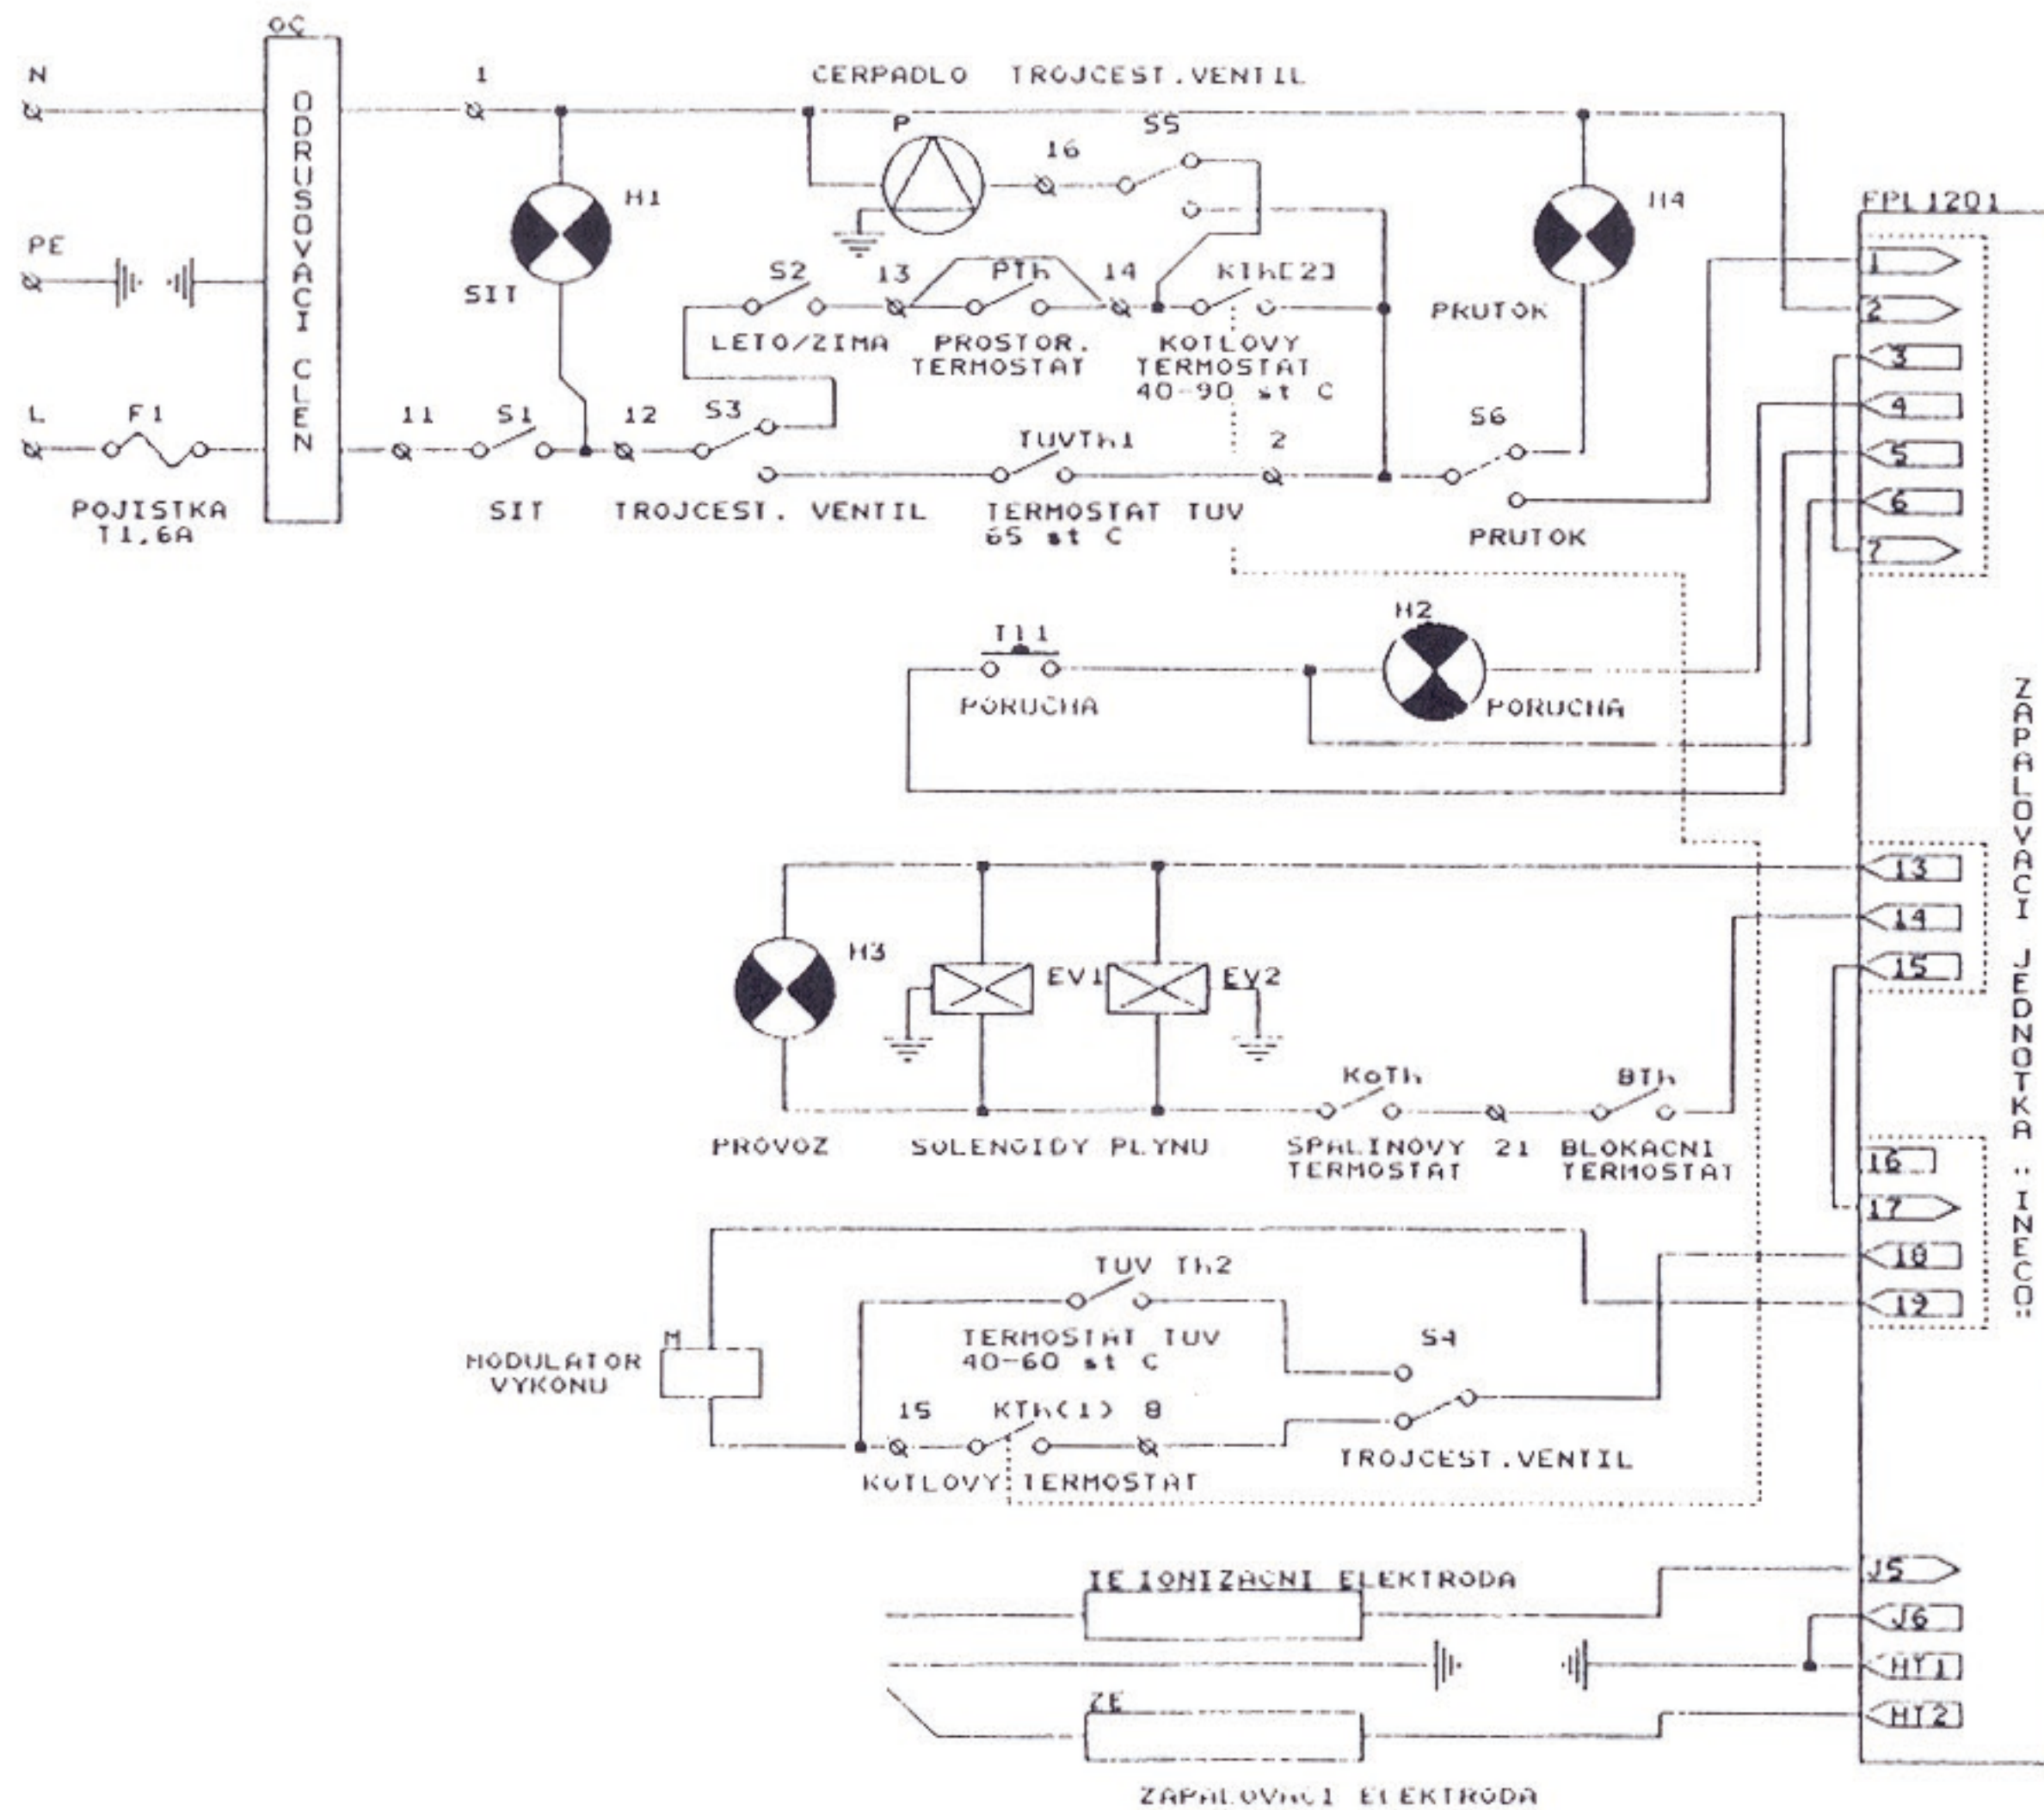 OČ
N
ODRUSOVACI CLEN
1
CERPADLO TROJCEST.VENTIL
P
16
S5
H1
H4
FPL1201
PE
SIT
S2
13
PTh
14
KTh[2]
PRUTOK
1
2
3
4
5
6
7
LETO/ZIMA
PROSTOR.
TERMOSTAT
KOTLOVY
TERMOSTAT
40-90 st C
L
F1
11
S1
12
S3
TUVTh1
2
S6
POJISTKA
T1,6A
SIT
TROJCEST. VENTIL
TERMOSTAT TUV
65 st C
PRUTOK
Tl1
H2
PORUCHA
PORUCHA
ZAPALOVACI JEDNOTKA "INECO"
13
14
15
H3
EV1
EV2
KoTh
BTh
PROVOZ
SOLENOIDY PLYNU
SPALINOVY
TERMOSTAT
21
BLOKACNI
TERMOSTAT
16
17
18
19
TUV Th2
TERMOSTAT TUV
40-60 st C
S4
M
MODULATOR
VYKONU
15
KTh(1)
8
TROJCEST.VENTIL
KOTLOVY TERMOSTAT
IE IONIZACNI ELEKTRODA
J5
J6
HT1
HT2
ZE
ZAPALOVACI ELEKTRODA